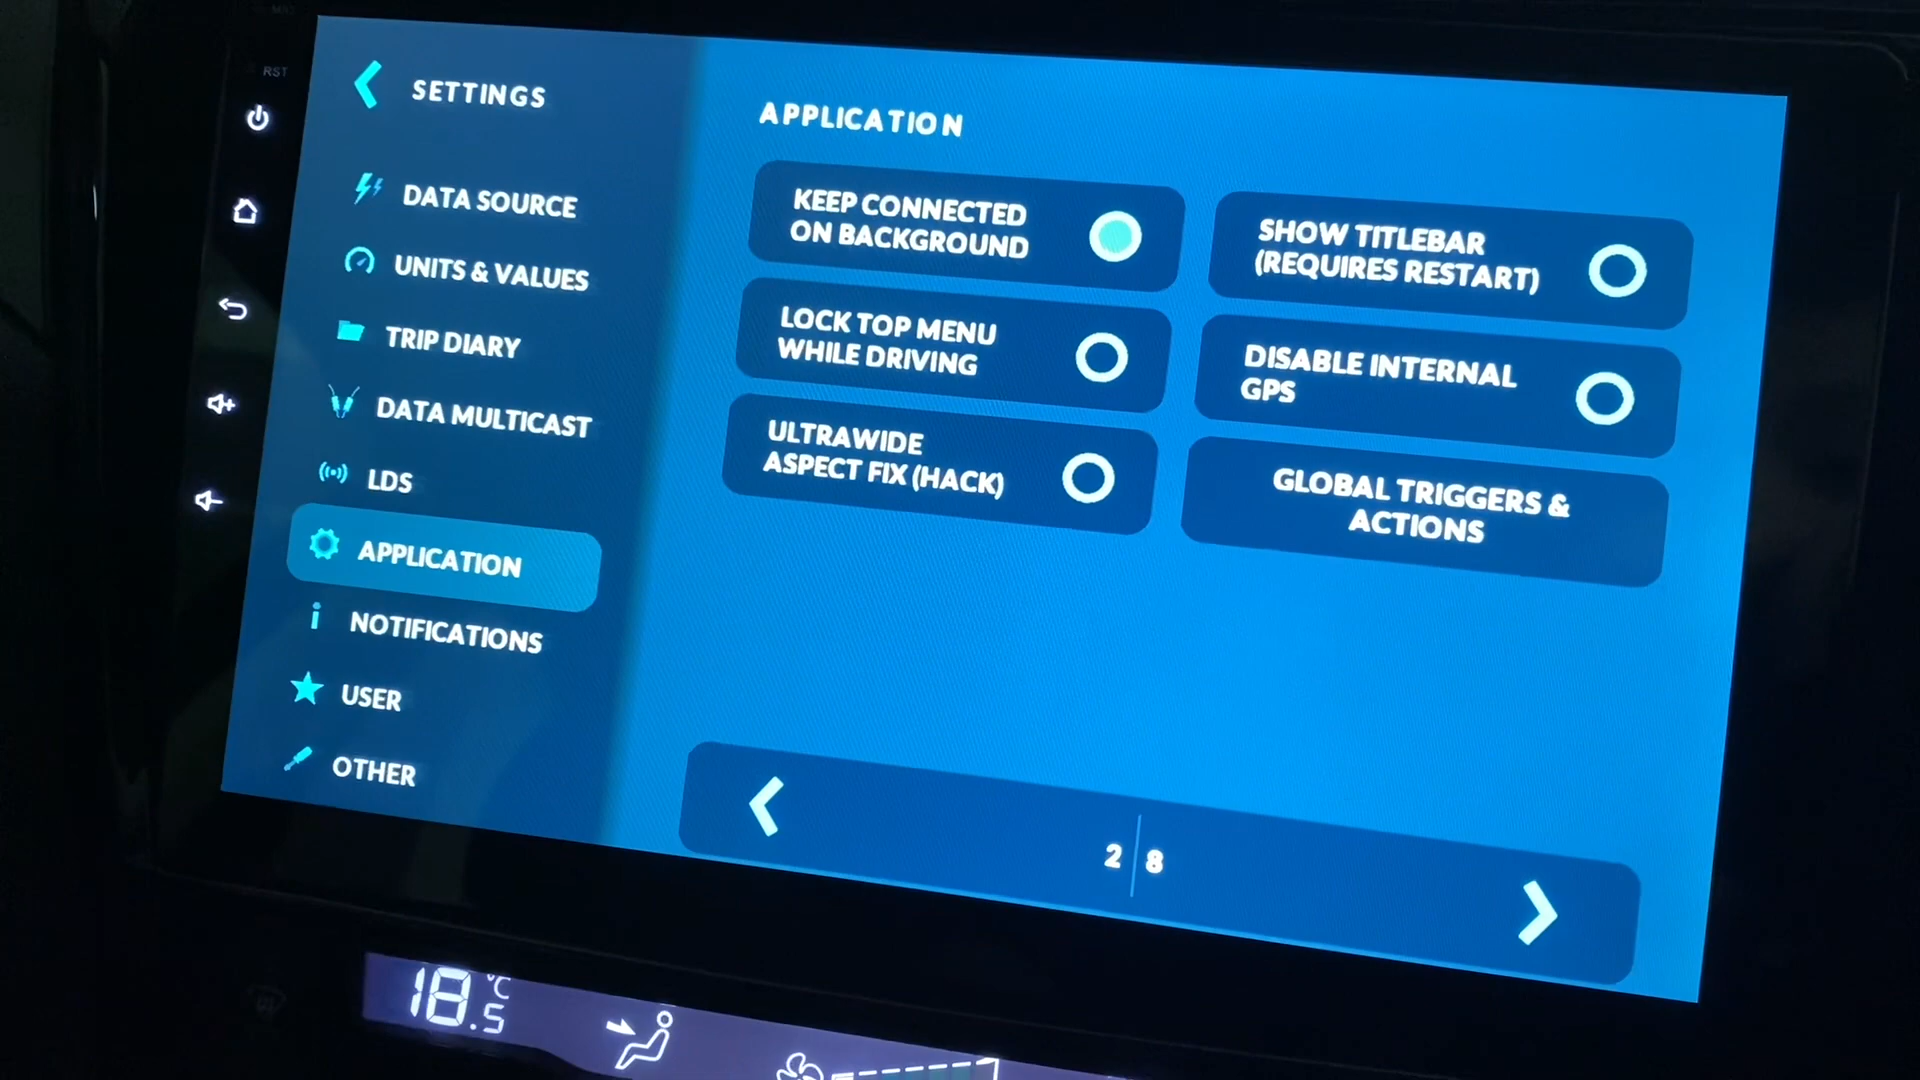 RST
SETTINGS
DATA SOURCE
UNITS & VALUES
TRIP DIARY
DATA MULTICAST
LDS
APPLICATION
NOTIFICATIONS
USER
OTHER
APPLICATION
KEEP CONNECTED
ON BACKGROUND
SHOW TITLEBAR
(REQUIRES RESTART)
LOCK TOP MENU
WHILE DRIVING
DISABLE INTERNAL
GPS
ULTRAWIDE
ASPECT FIX (HACK)
GLOBAL TRIGGERS &
ACTIONS
2 8
18.5 °C